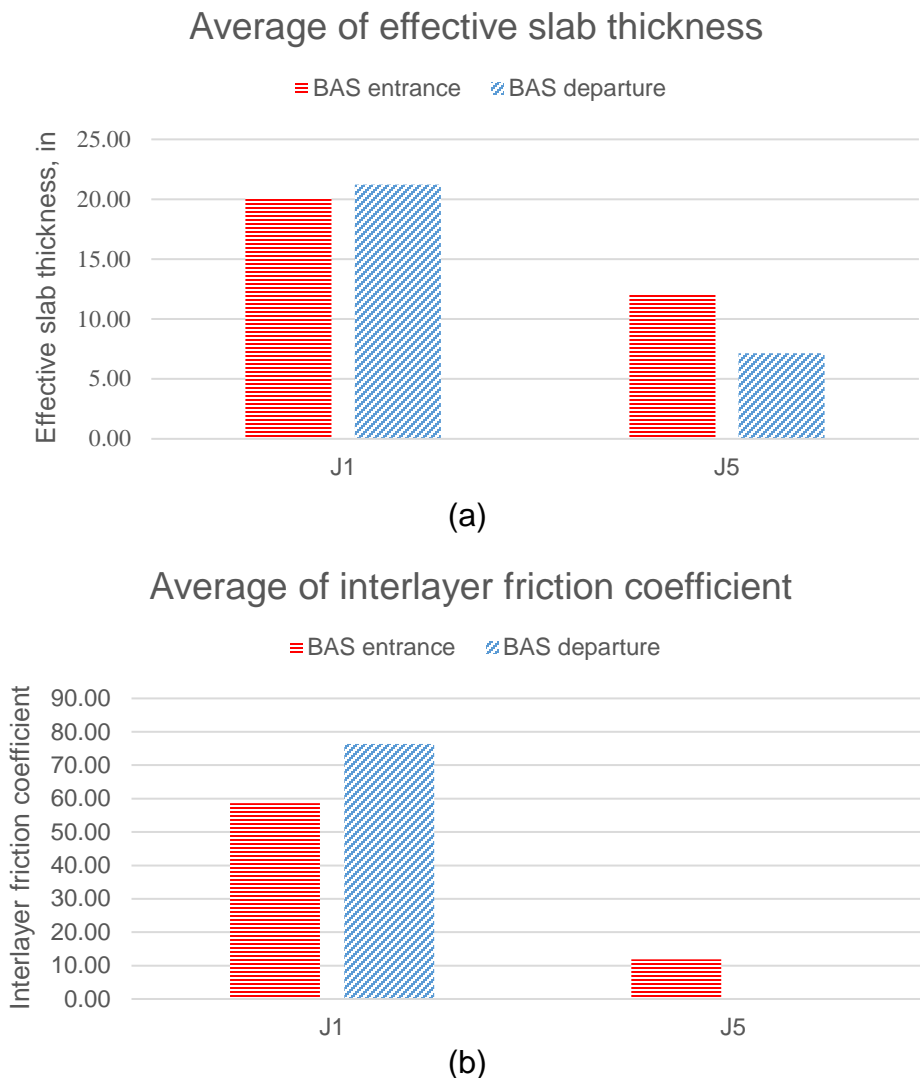 Average of effective slab thickness
BAS entrance BAS departure
Effective slab thickness, in
25.00
20.00
15.00
10.00
5.00
0.00
J1 J5
(a)
Average of interlayer friction coefficient
BAS entrance BAS departure
Interlayer friction coefficient
90.00
80.00
70.00
60.00
50.00
40.00
30.00
20.00
10.00
0.00
J1 J5
(b)